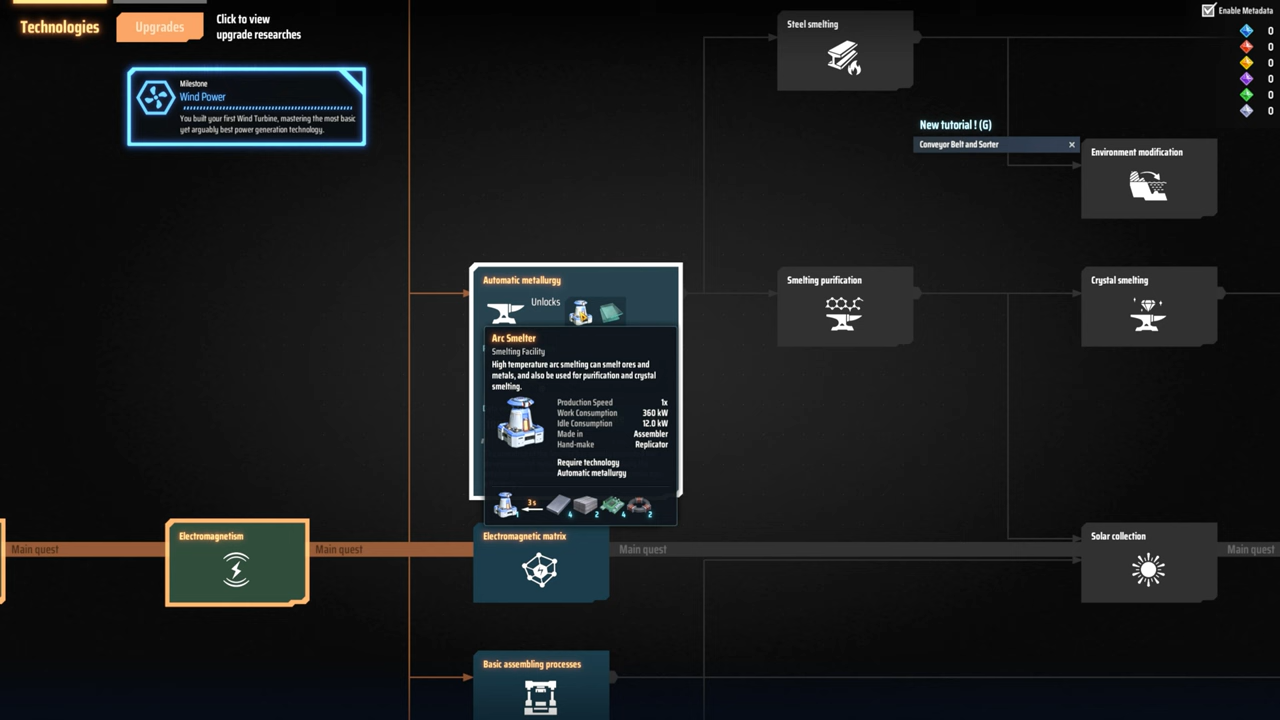 Technologies
Upgrades
Click to view
upgrade researches
Milestone
Wind Power
You built your first Wind Turbine, mastering the most basic
yet arguably best power generation technology.
Steel smelting
Enable Metadata
0
0
0
0
0
0
New tutorial ! (G)
Conveyor Belt and Sorter
Environment modification
Automatic metallurgy
Unlocks
Arc Smelter
Smelting Facility
High temperature arc smelting can smelt ores and
metals, and also be used for purification and crystal
smelting.
Production Speed 1x
Work Consumption 360 kW
Idle Consumption 12.0 kW
Made in Assembler
Hand-make Replicator
Require technology
Automatic metallurgy
1 3 s 4 2 4 2
Smelting purification
Crystal smelting
Main quest
Electromagnetism
Main quest
Electromagnetic matrix
Main quest
Solar collection
Main quest
Basic assembling processes